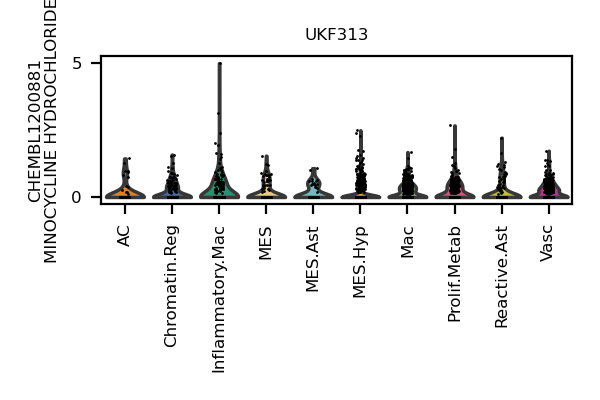 UKF313
CHEMBL1200881
MINOCYCLINE HYDROCHLORIDE
5
0
AC
Chromatin.Reg
Inflammatory.Mac
MES
MES.Ast
MES.Hyp
Mac
Prolif.Metab
Reactive.Ast
Vasc